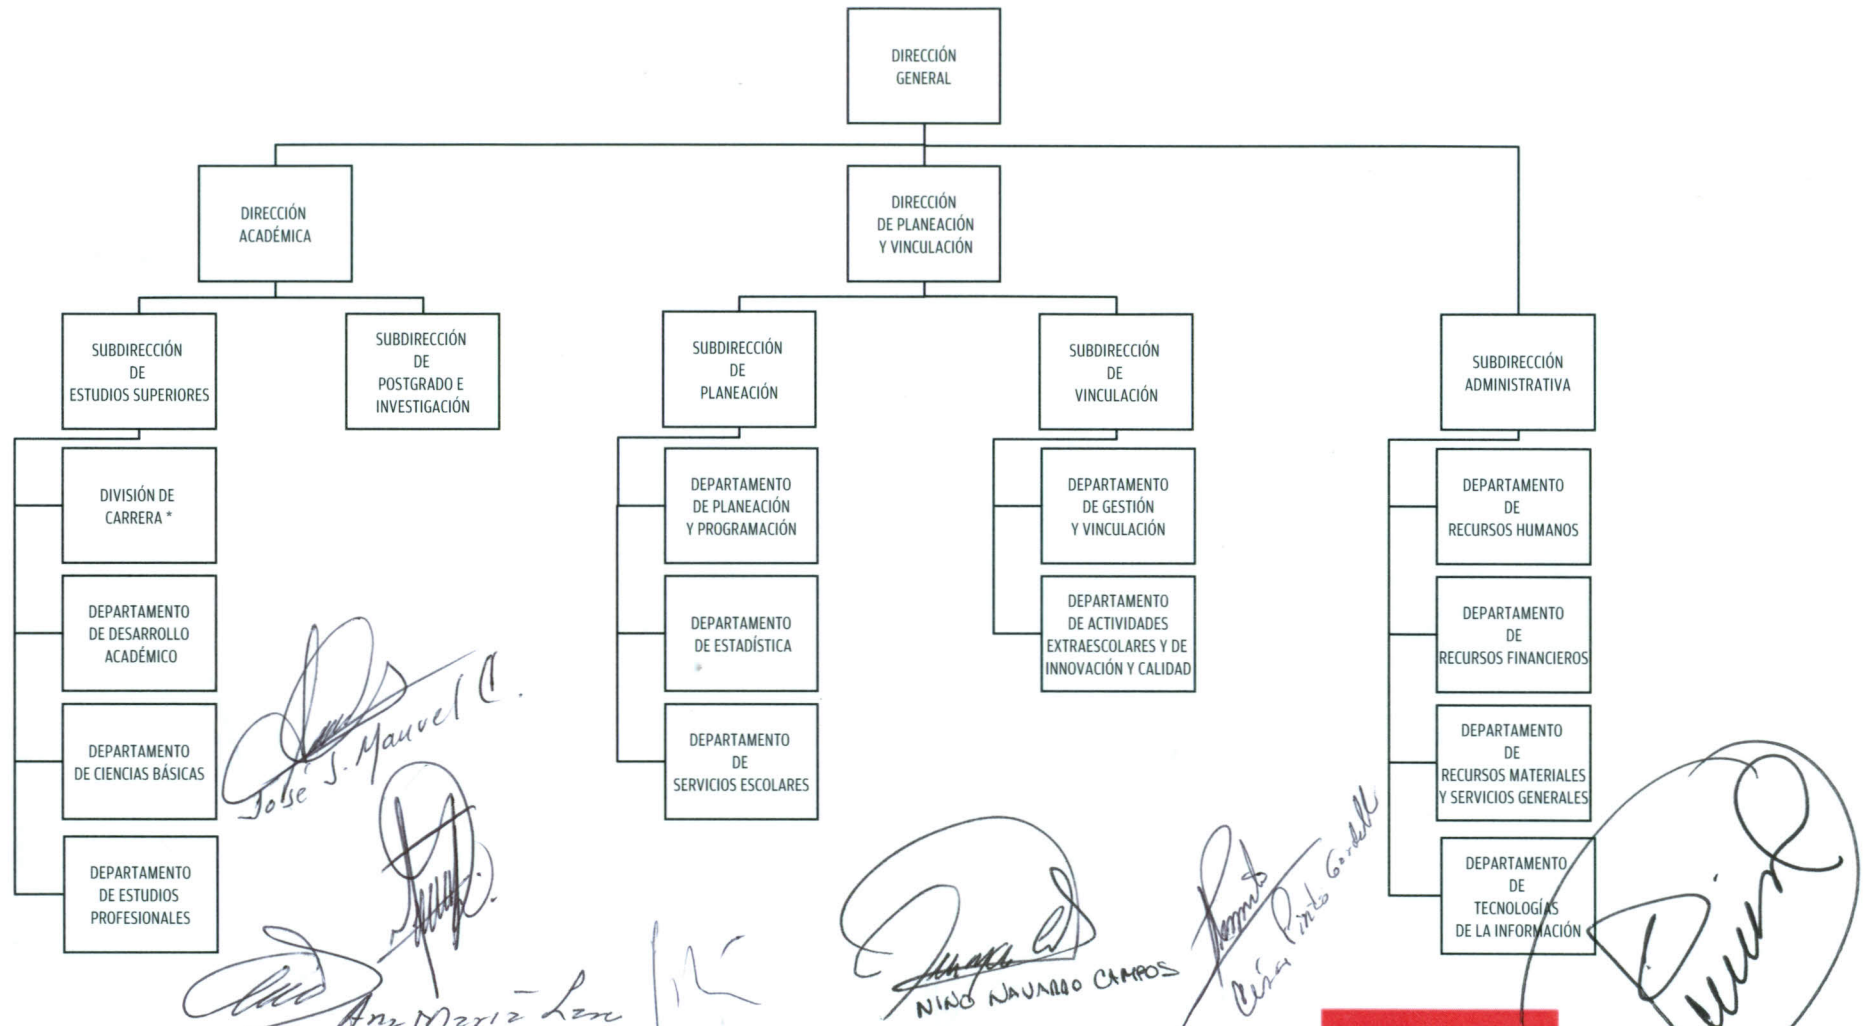 DIRECCIÓN
GENERAL
DIRECCIÓN
ACADÉMICA
DIRECCIÓN
DE PLANEACIÓN
Y VINCULACIÓN
SUBDIRECCIÓN
DE
ESTUDIOS SUPERIORES
SUBDIRECCIÓN
DE
POSTGRADO E
INVESTIGACIÓN
SUBDIRECCIÓN
DE
PLANEACIÓN
SUBDIRECCIÓN
DE
VINCULACIÓN
SUBDIRECCIÓN
ADMINISTRATIVA
DIVISIÓN DE
CARRERA *
DEPARTAMENTO
DE DESARROLLO
ACADÉMICO
DEPARTAMENTO
DE CIENCIAS BÁSICAS
DEPARTAMENTO
DE ESTUDIOS
PROFESIONALES
DEPARTAMENTO
DE PLANEACIÓN
Y PROGRAMACIÓN
DEPARTAMENTO
DE ESTADÍSTICA
DEPARTAMENTO
DE
SERVICIOS ESCOLARES
DEPARTAMENTO
DE GESTIÓN
Y VINCULACIÓN
DEPARTAMENTO
DE ACTIVIDADES
EXTRAESCOLARES Y DE
INNOVACIÓN Y CALIDAD
DEPARTAMENTO
DE
RECURSOS HUMANOS
DEPARTAMENTO
DE
RECURSOS FINANCIEROS
DEPARTAMENTO
DE
RECURSOS MATERIALES
Y SERVICIOS GENERALES
DEPARTAMENTO
DE
TECNOLOGÍAS
DE LA INFORMACIÓN
Jose J. Manuel C.
Ana Maria
NINO NAVARRO CAMPOS
Pinto